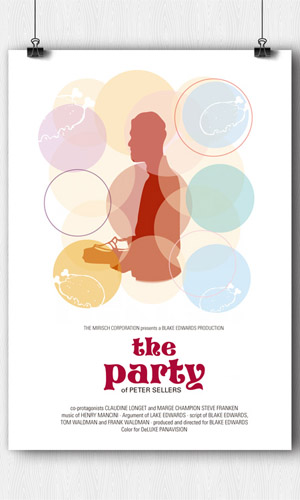 THE MIRISCH CORPORATION presents a BLAKE EDWARDS PRODUCTION
the
party
of PETER SELLERS
co-protagonists CLAUDINE LONGET and MARGE CHAMPION STEVE FRANKEN
music of HENRY MANCINI · Argument of LAKE EDWARDS · script of BLAKE EDWARDS,
TOM WALDMAN and FRANK WALDMAN · produced and directed for BLAKE EDWARDS
Color for DeLUXE PANAVISION